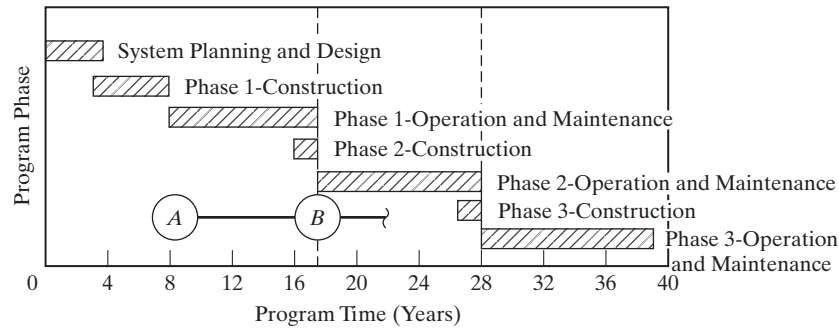 System Planning and Design
Phase 1-Construction
Phase 1-Operation and Maintenance
Phase 2-Construction
Phase 2-Operation and Maintenance
Phase 3-Construction
Phase 3-Operation
and Maintenance
A
B
Program Phase
0 4 8 12 16 20 24 28 32 36 40
Program Time (Years)